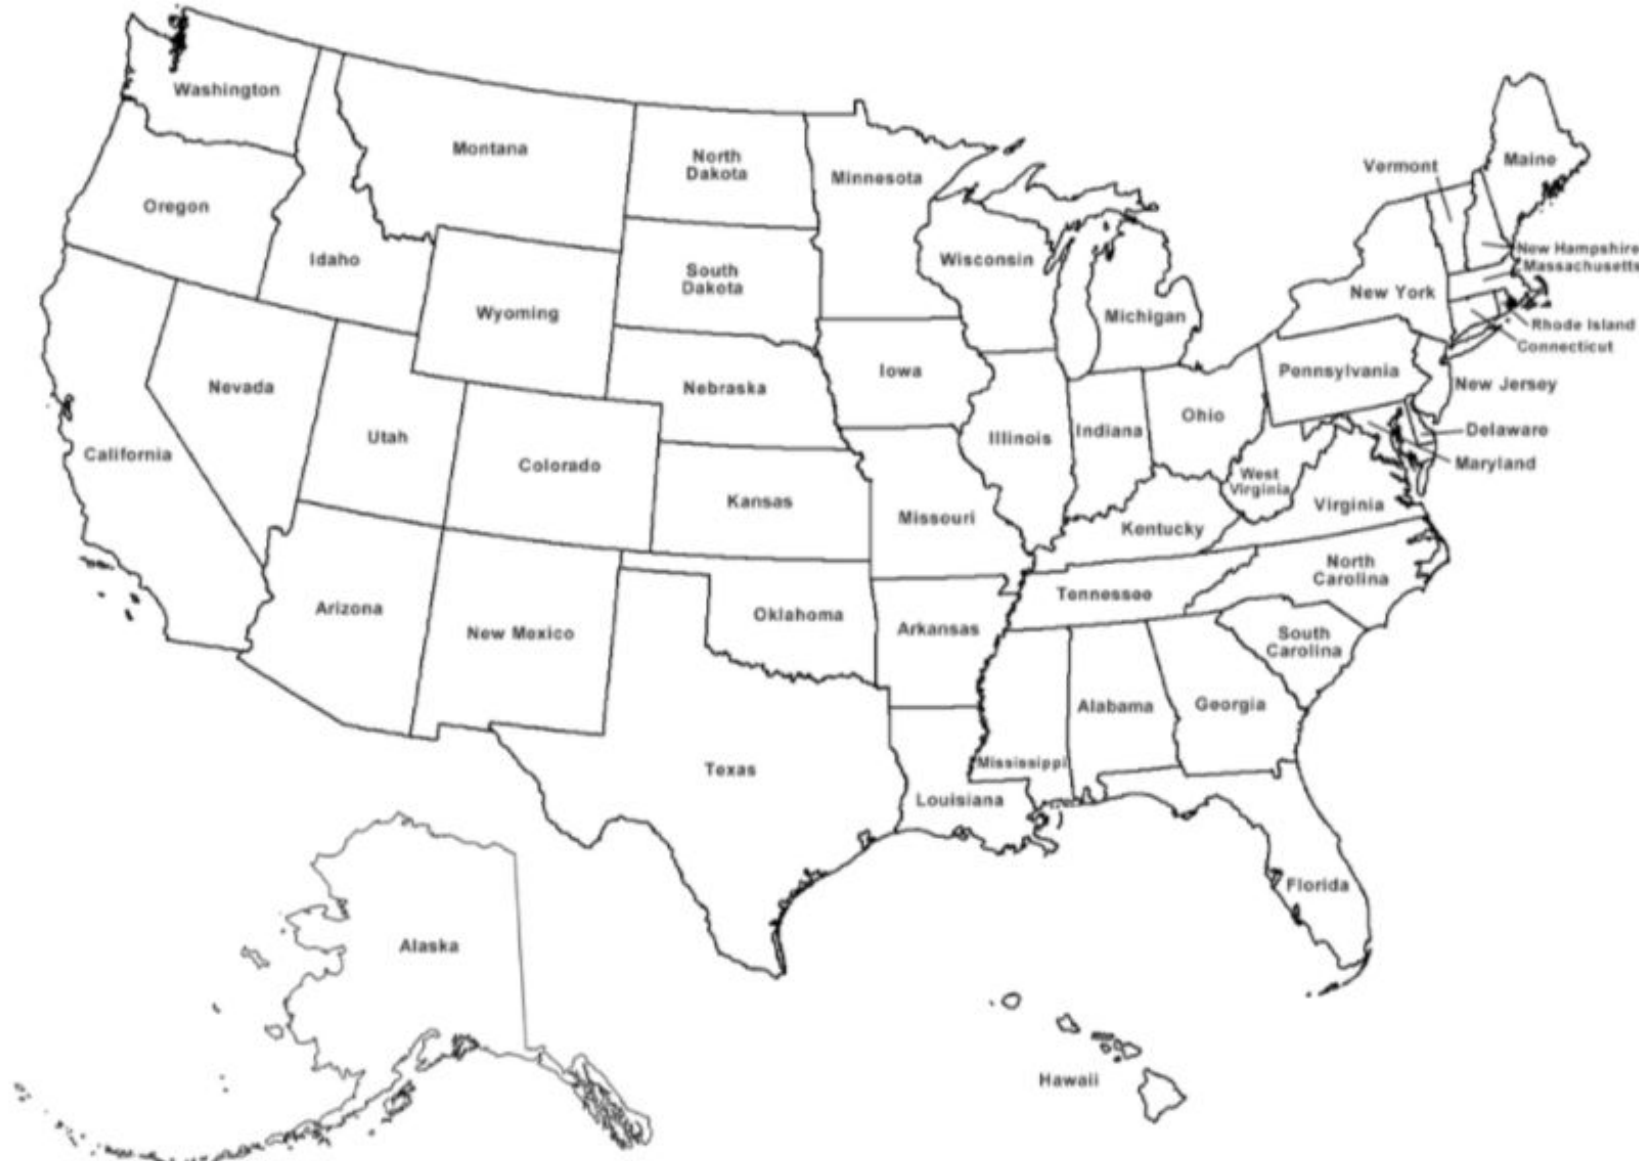 Washington
Montana
North
Dakota
Minnesota
Vermont
Maine
Oregon
Idaho
Wyoming
South
Dakota
Wisconsin
Michigan
New York
New Hampshire
Massachusetts
Rhode Island
Connecticut
Nevada
Utah
Colorado
Nebraska
Iowa
Illinois
Indiana
Ohio
Pennsylvania
New Jersey
Delaware
Maryland
California
Kansas
Missouri
Kentucky
West
Virginia
Virginia
Arizona
New Mexico
Oklahoma
Arkansas
Tennessee
North
Carolina
South
Carolina
Texas
Louisiana
Mississippi
Alabama
Georgia
Florida
Alaska
Hawaii